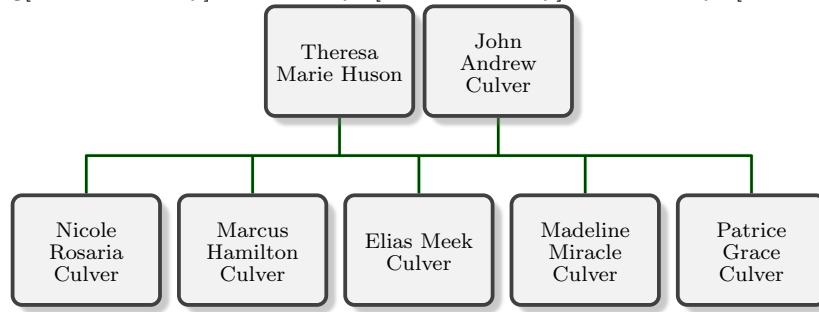 Theresa
Marie Huson
John
Andrew
Culver
Nicole
Rosaria
Culver
Marcus
Hamilton
Culver
Elias Meek
Culver
Madeline
Miracle
Culver
Patrice
Grace
Culver